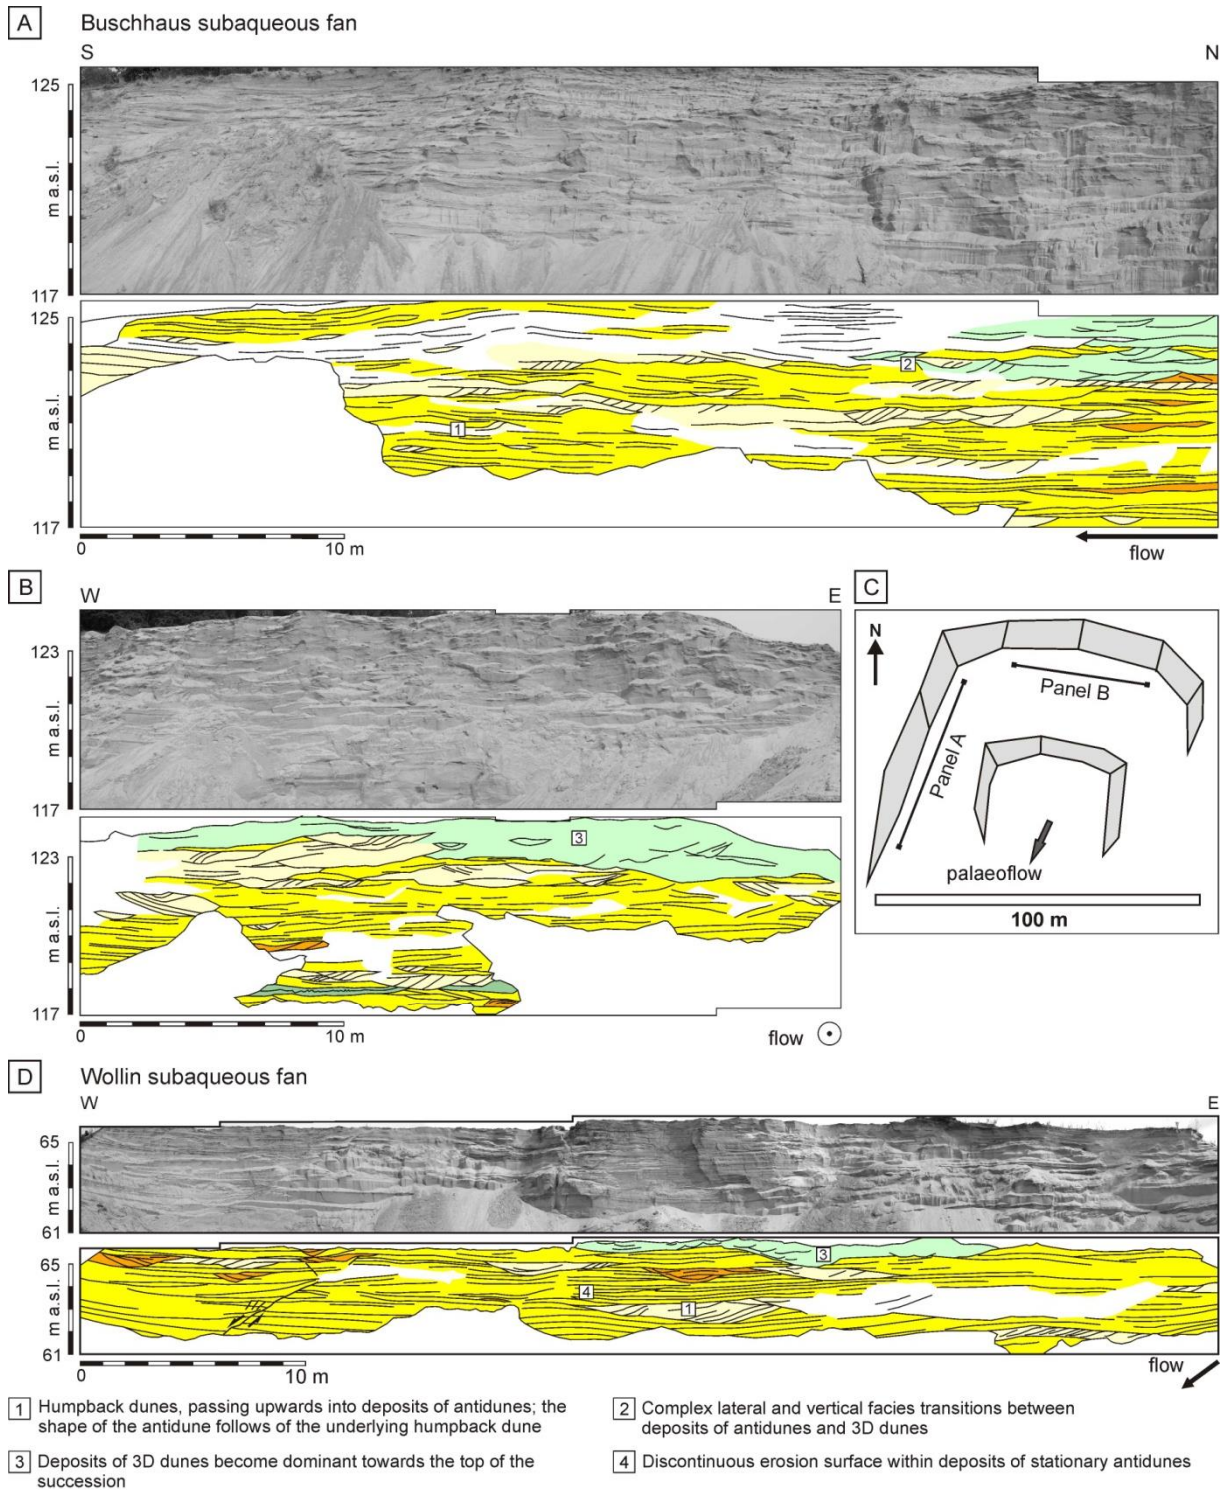 A
Buschhaus subaqueous fan
S
N
125
m a.s.l.
117
125
m a.s.l.
117
1
2
0
10 m
flow
B
W
E
123
m a.s.l.
117
123
m a.s.l.
117
3
0
10 m
flow
C
N
Panel B
Panel A
palaeoflow
100 m
D
Wollin subaqueous fan
W
E
65
m a.s.l.
61
65
m a.s.l.
61
3
4
1
0
10 m
flow
1 Humpback dunes, passing upwards into deposits of antidunes; the
shape of the antidune follows of the underlying humpback dune
2 Complex lateral and vertical facies transitions between
deposits of antidunes and 3D dunes
3 Deposits of 3D dunes become dominant towards the top of the
succession
4 Discontinuous erosion surface within deposits of stationary antidunes